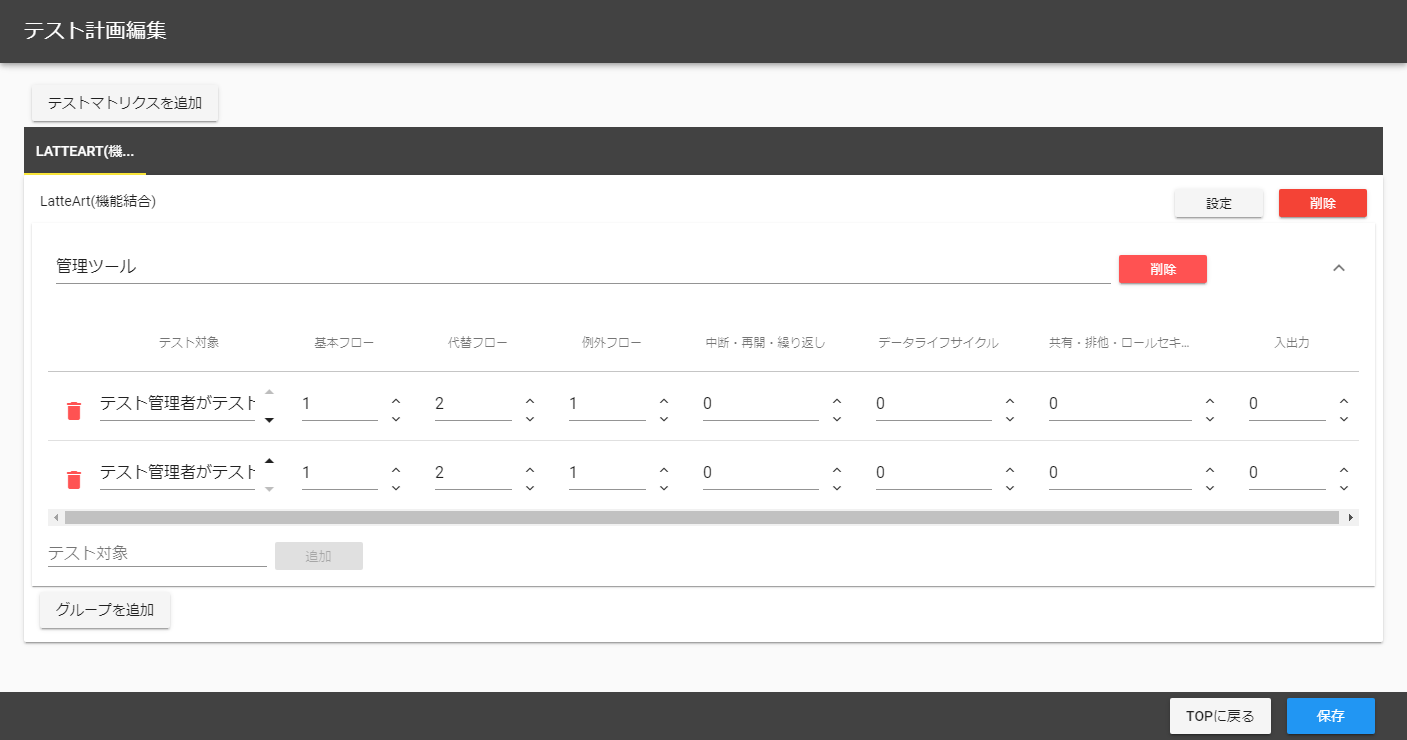 テスト計画編集
テストマトリクスを追加
LATTEART(機...
LatteArt(機能結合)
設定
削除
管理ツール
削除
テスト対象 基本フロー 代替フロー 例外フロー 中断・再開・繰り返し データライフサイクル 共有・排他・ロールセキ... 入出力
テスト管理者がテスト 1 2 1 0 0 0 0
テスト管理者がテスト 1 2 1 0 0 0 0
テスト対象
追加
グループを追加
TOPに戻る
保存